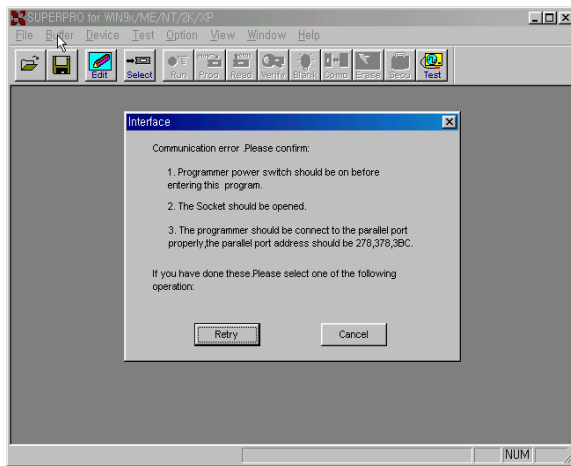 SUPERPRO for WIN9x/ME/NT/2K/XP
File Buffer Device Test Option View Window Help
Edit Select Run Prog Read Verify Blank Comp Erase Secu Test
Interface
Communication error .Please confirm:
1. Programmer power switch should be on before
entering this program.
2. The Socket should be opened.
3. The programmer should be connect to the parallel port
properly,the parallel port address should be 278,378,3BC.
If you have done these.Please select one of the following
operation:
Retry Cancel
NUM